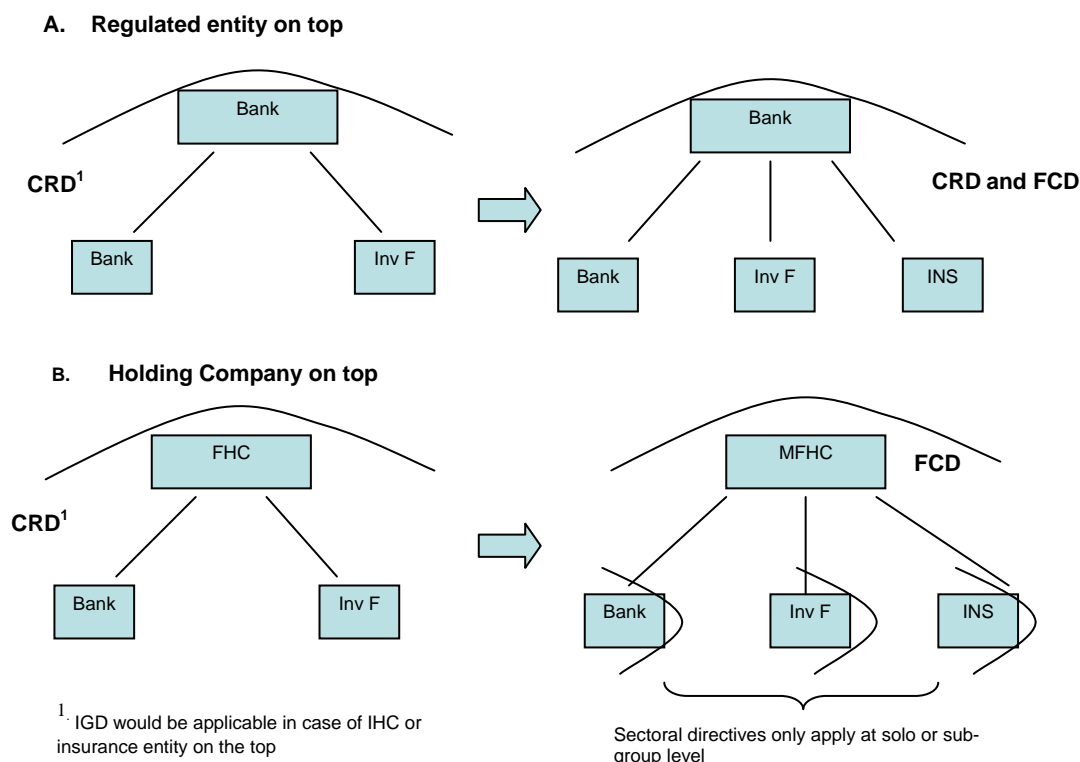 A. Regulated entity on top
Bank
Bank
CRD¹
CRD and FCD
Bank
Inv F
Bank
Inv F
INS
B. Holding Company on top
FHC
MFHC
FCD
CRD¹
Bank
Inv F
Bank
Inv F
INS
1. IGD would be applicable in case of IHC or
insurance entity on the top
Sectoral directives only apply at solo or sub-
group level